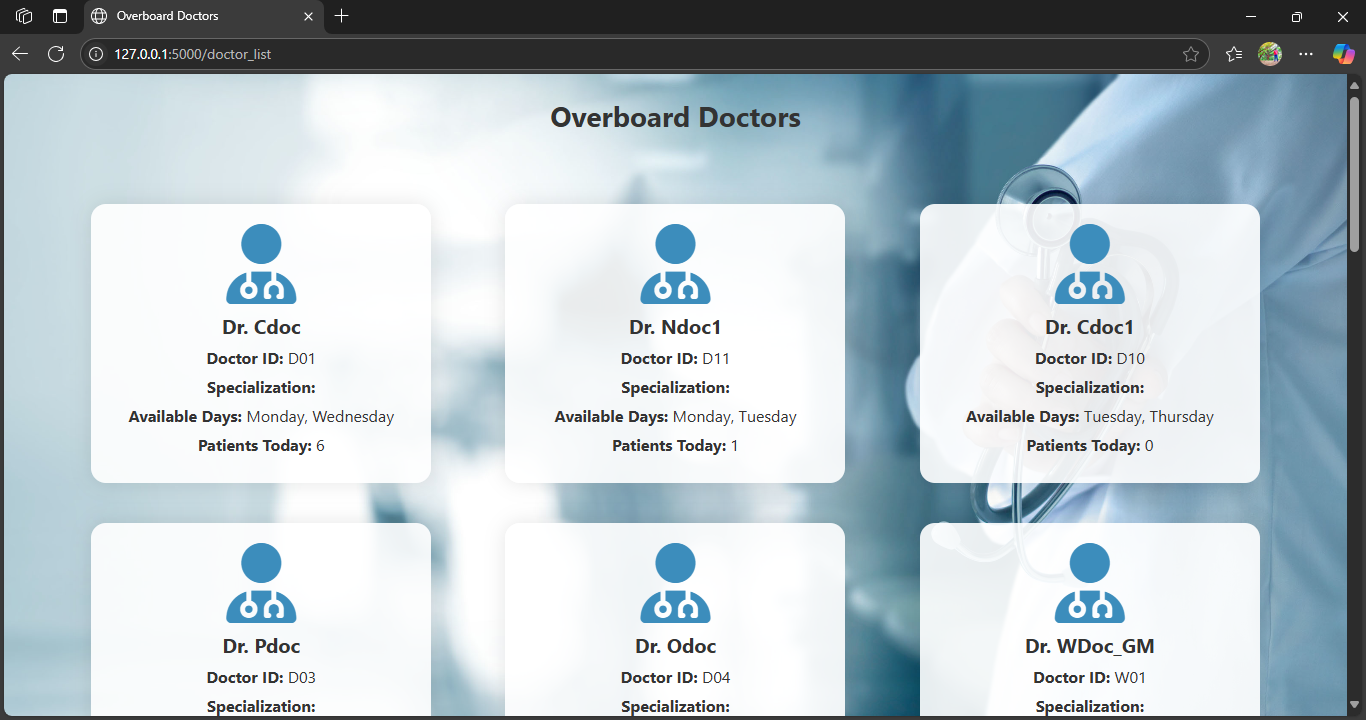 Overboard Doctors
127.0.0.1:5000/doctor_list
Overboard Doctors
Dr. Cdoc
Doctor ID: D01
Specialization:
Available Days: Monday, Wednesday
Patients Today: 6
Dr. Ndoc1
Doctor ID: D11
Specialization:
Available Days: Monday, Tuesday
Patients Today: 1
Dr. Cdoc1
Doctor ID: D10
Specialization:
Available Days: Tuesday, Thursday
Patients Today: 0
Dr. Pdoc
Doctor ID: D03
Specialization:
Dr. Odoc
Doctor ID: D04
Specialization:
Dr. WDoc_GM
Doctor ID: W01
Specialization: